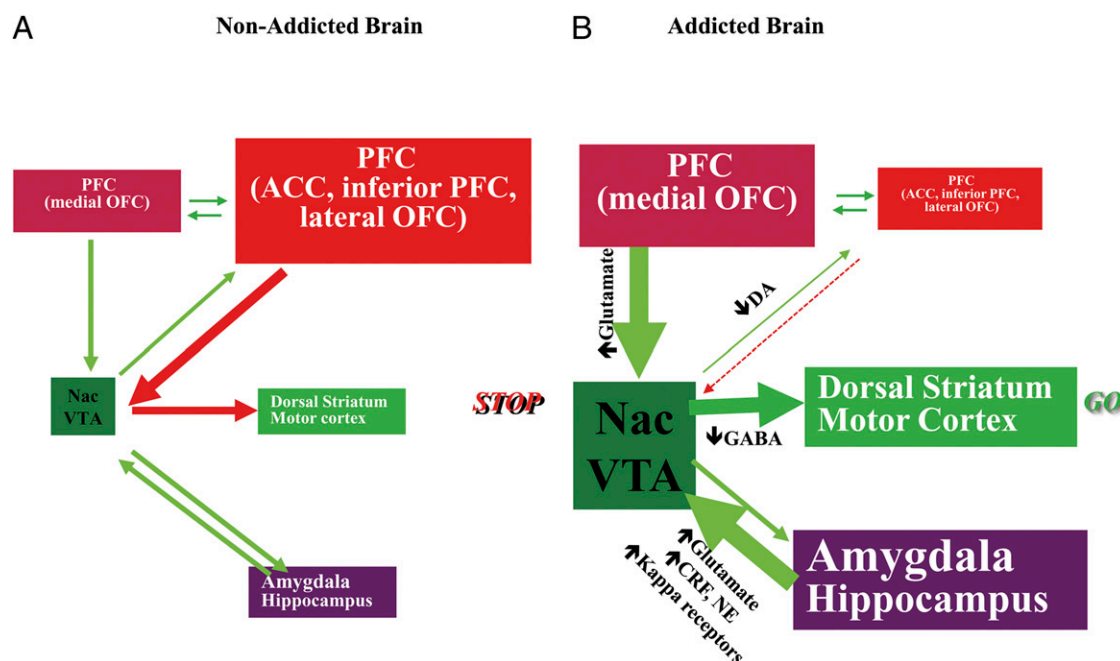 A
Non-Addicted Brain
PFC
(medial OFC)
PFC
(ACC, inferior PFC,
lateral OFC)
Nac
VTA
Dorsal Striatum
Motor cortex
STOP
Amygdala
Hippocampus
B
Addicted Brain
PFC
(medial OFC)
PFC
(ACC, inferior PFC,
lateral OFC)
↑Glutamate
↓DA
Nac
VTA
↓GABA
Dorsal Striatum
Motor Cortex
GO
↑Glutamate
↑CRF, NE
↑Kappa receptors
Amygdala
Hippocampus